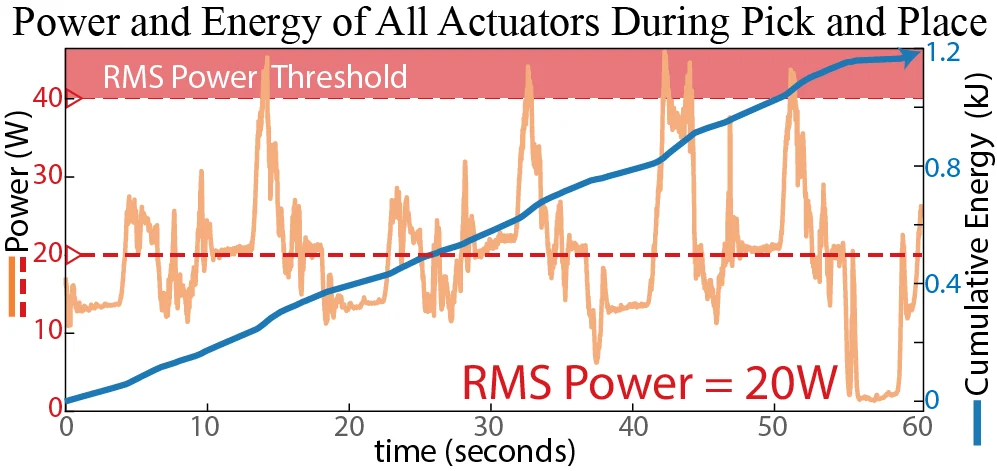 Power and Energy of All Actuators During Pick and Place
RMS Power Threshold
40
30
20
10
0
Power (W)
1.2
0.8
0.4
0
Cumulative Energy (kJ)
RMS Power = 20W
0 10 20 30 40 50 60
time (seconds)